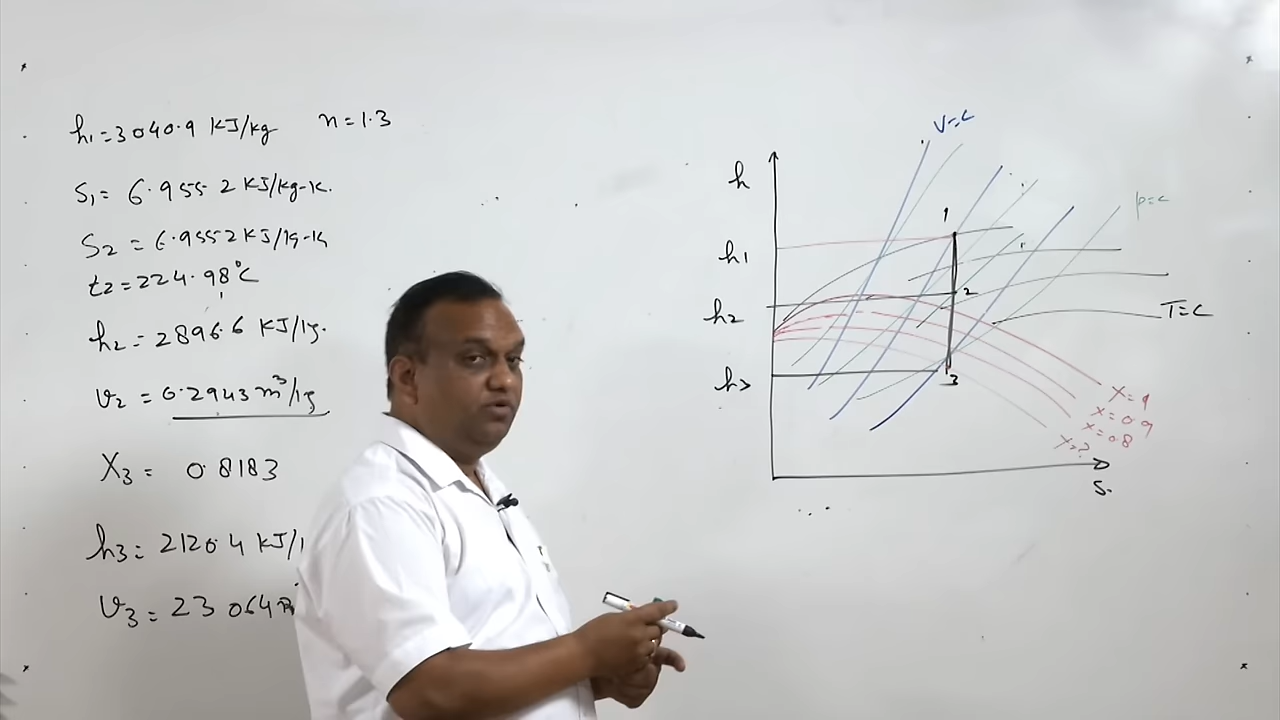 h₁=3040.9 KJ/kg n=1.3
S₁= 6.9552 KJ/kg-k.
S₂= 6.9552 KJ/kg-k
t₂=224.98°C
h₂=2896.6 KJ/kg.
v₂= 0.2943 m³/kg
X₃= 0.8183
h₃= 2120.4 KJ/
v₃= 23.064
V=C
h
p=c
1
h₁
2
h₂
T=C
h₃
3
X=1
X=0.9
X=0.8
X=?
S.